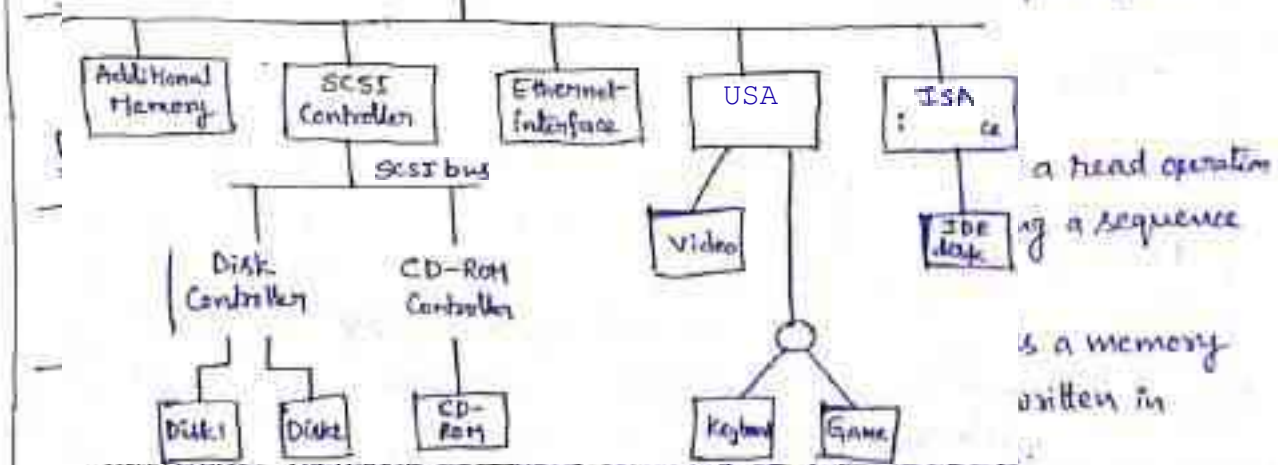 Additional
Memory
SCSI
Controller
Ethernet-
interface
USA
ISA
: ce
SCSI bus
a read operation
ng a sequence
Video
IDE
disk
Disk
Controller
CD-ROM
Controller
s a memory
written in
Disk1
Disk2
CD-
ROM
Keyboard
Game